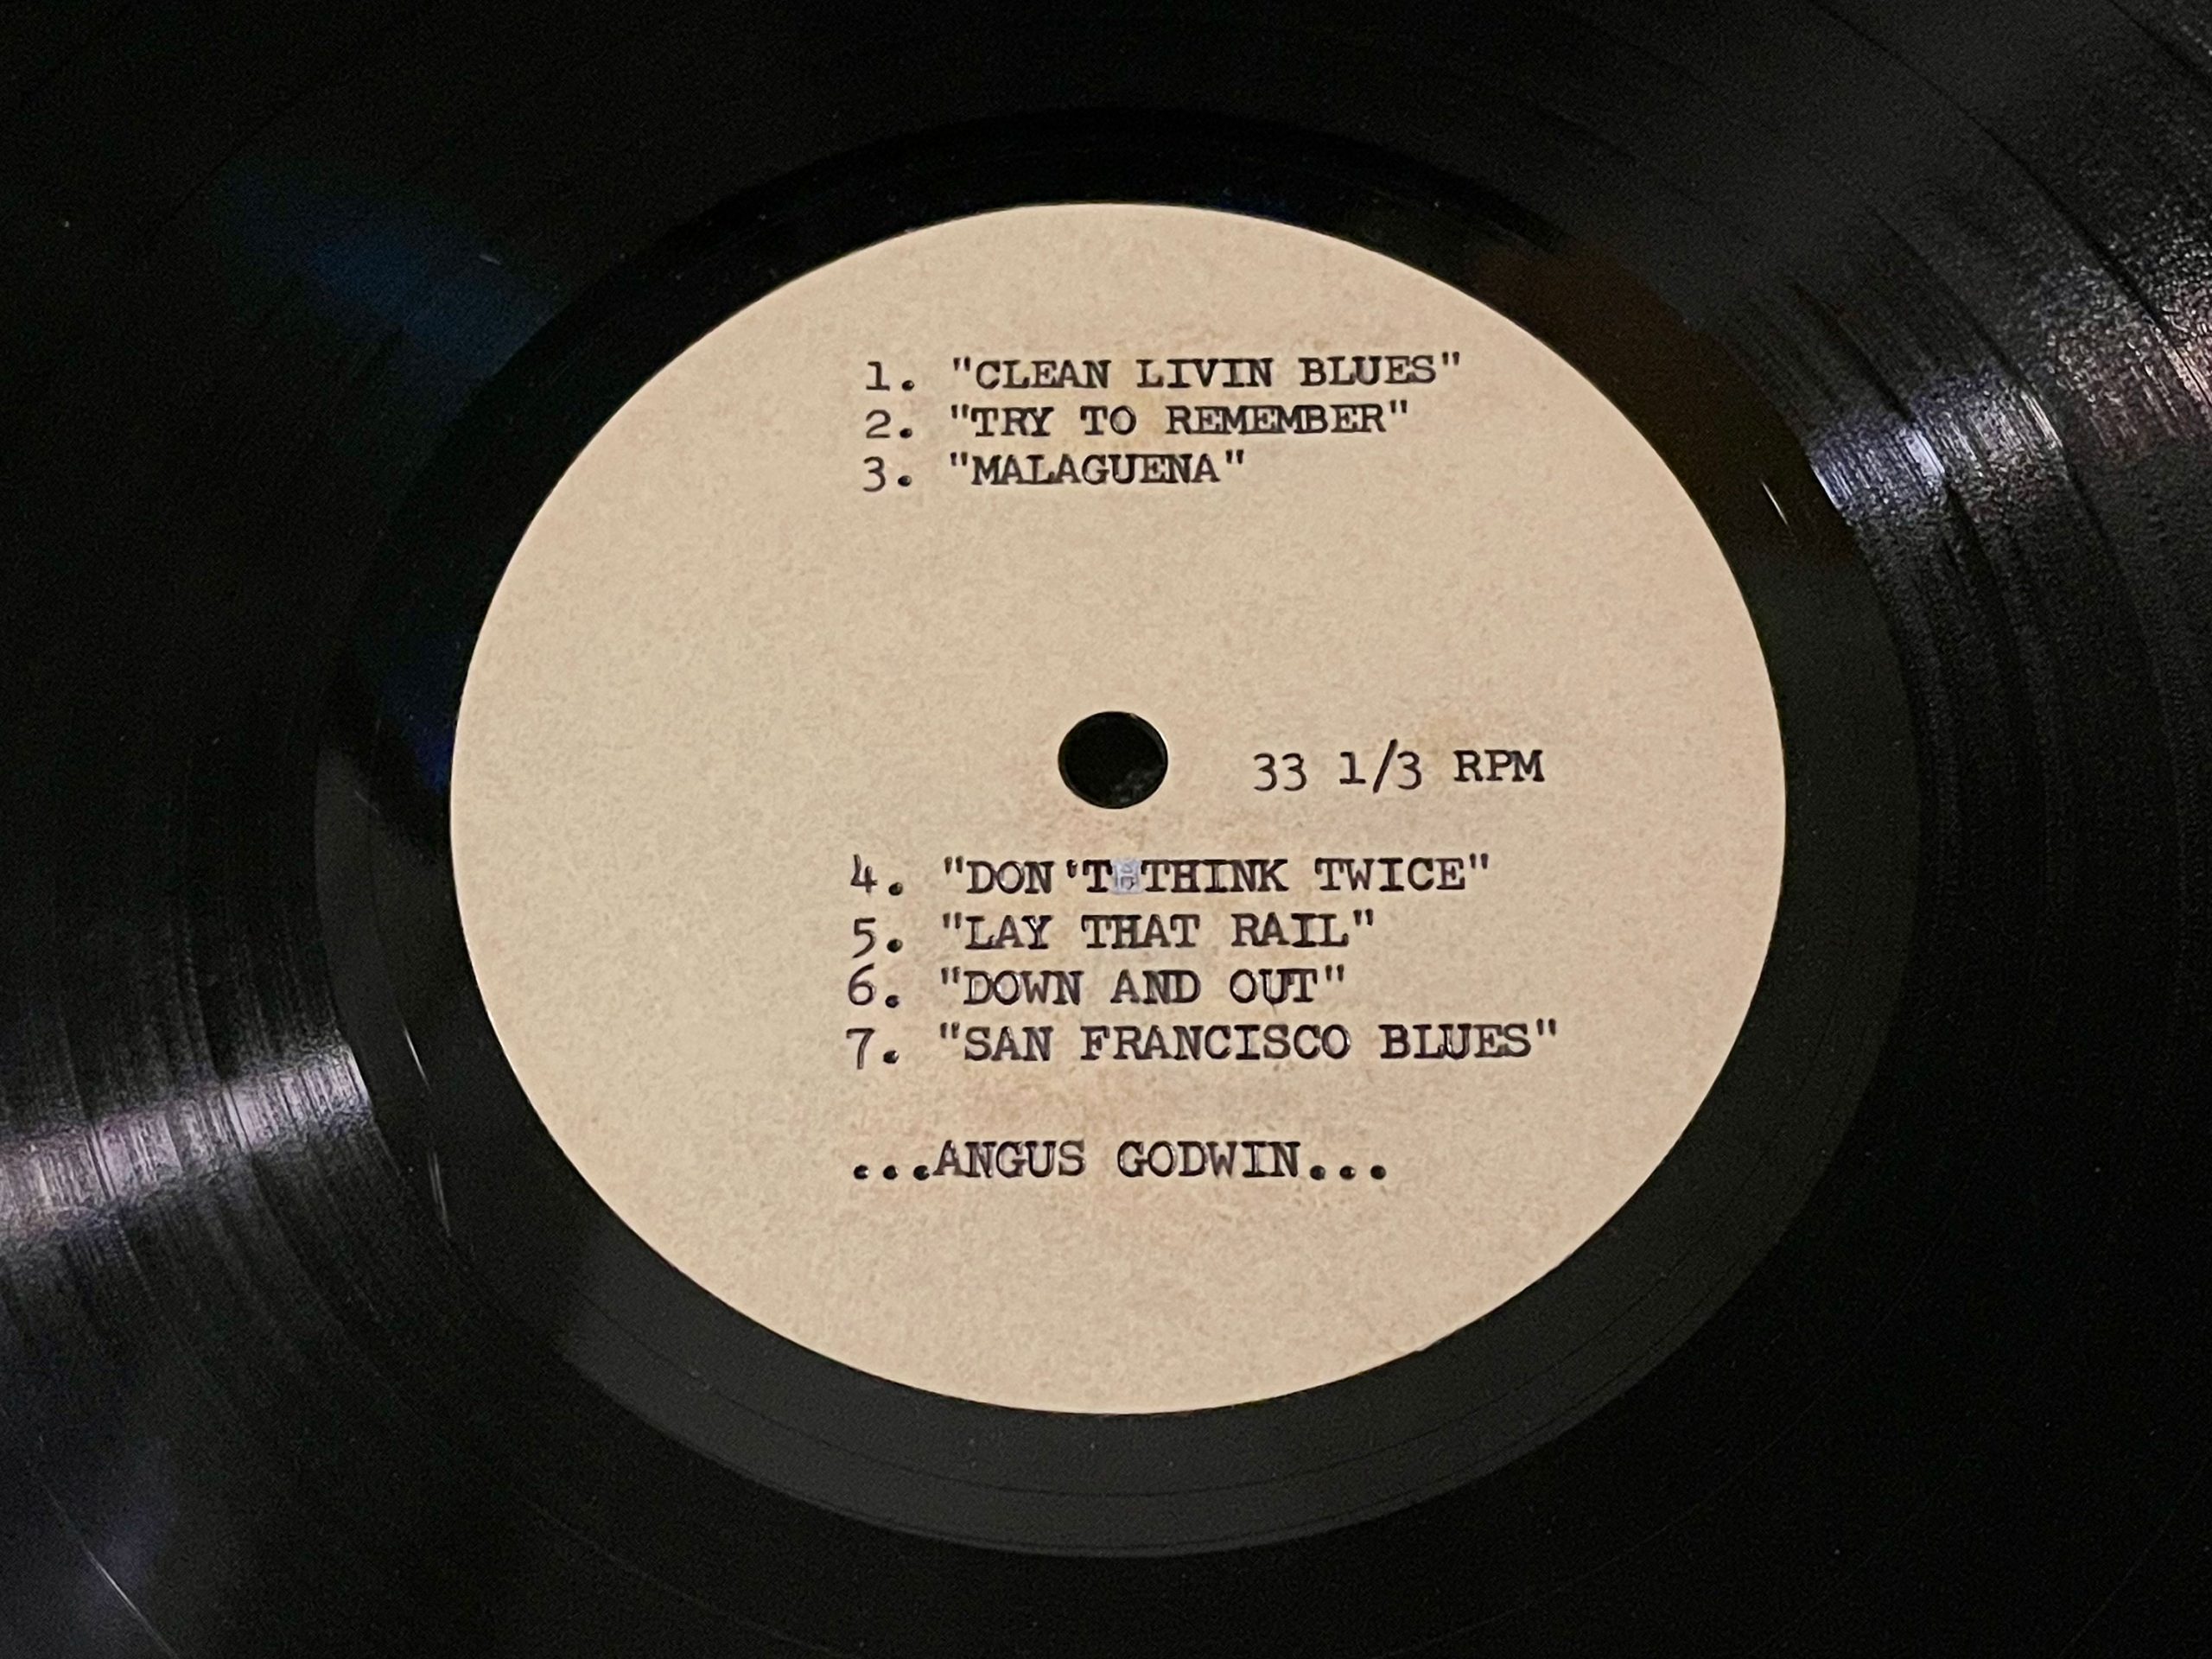 1. "CLEAN LIVIN BLUES"
2. "TRY TO REMEMBER"
3. "MALAGUENA"
33 1/3 RPM
4. "DON'T THINK TWICE"
5. "LAY THAT RAIL"
6. "DOWN AND OUT"
7. "SAN FRANCISCO BLUES"
...ANGUS GODWIN...